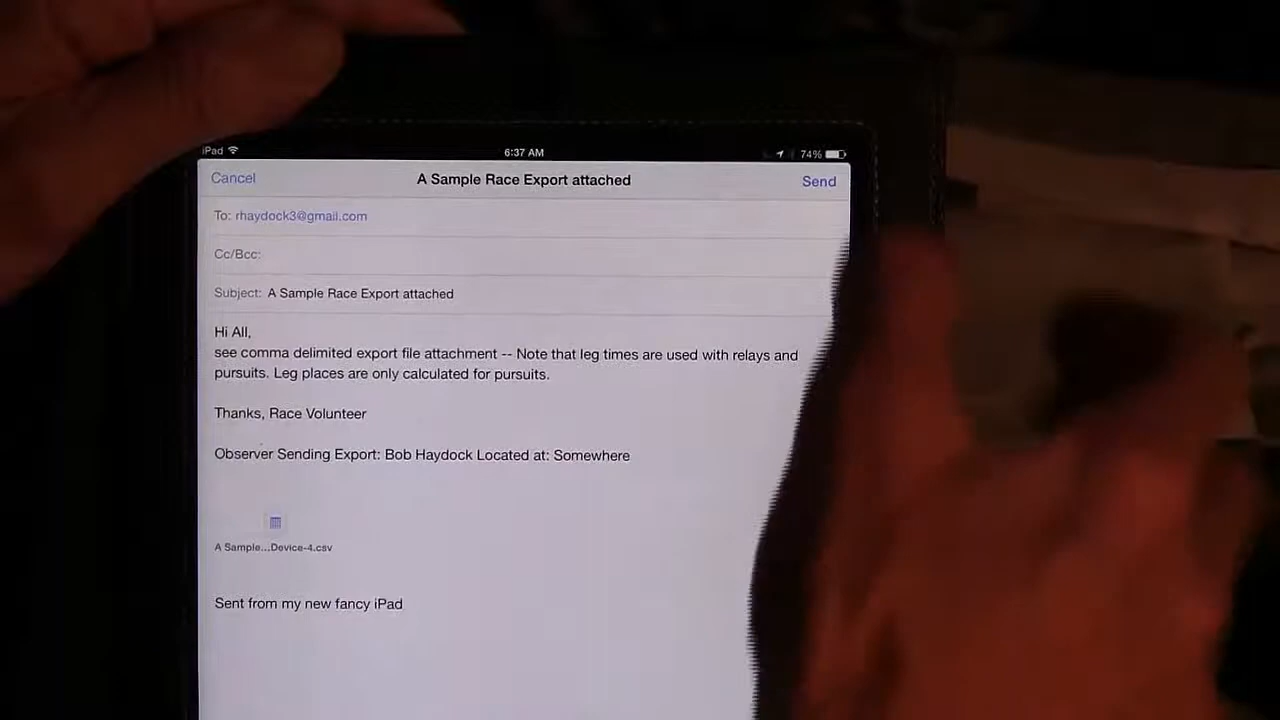 iPad 6:37 AM 74%
Cancel A Sample Race Export attached Send
To: rhaydock3@gmail.com
Cc/Bcc:
Subject: A Sample Race Export attached
Hi All,
see comma delimited export file attachment -- Note that leg times are used with relays and
pursuits. Leg places are only calculated for pursuits.
Thanks, Race Volunteer
Observer Sending Export: Bob Haydock Located at: Somewhere
A Sample...Device-4.csv
Sent from my new fancy iPad